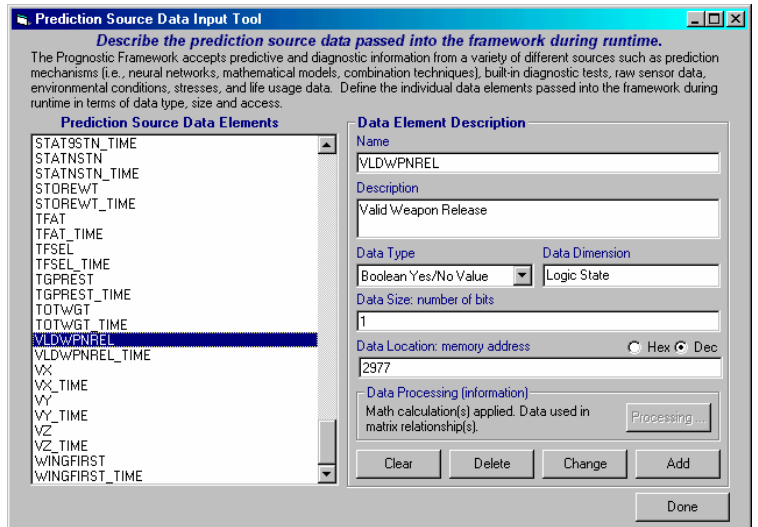 Prediction Source Data Input Tool
Describe the prediction source data passed into the framework during runtime.
The Prognostic Framework accepts predictive and diagnostic information from a variety of different sources such as prediction
mechanisms (i.e., neural networks, mathematical models, combination techniques), built-in diagnostic tests, raw sensor data,
environmental conditions, stresses, and life usage data. Define the individual data elements passed into the framework during
runtime in terms of data type, size and access.
Prediction Source Data Elements
STAT9STN_TIME
STATNSTN
STATNSTN_TIME
STOREWT
STOREWT_TIME
TFAT
TFAT_TIME
TFSEL
TFSEL_TIME
TGPREST
TGPREST_TIME
TOTWGT
TOTWGT_TIME
VLDWPNREL
VLDWPNREL_TIME
VX
VX_TIME
VY
VY_TIME
VZ
VZ_TIME
WINGFIRST
WINGFIRST_TIME
Data Element Description
Name
VLDWPNREL
Description
Valid Weapon Release
Data Type Data Dimension
Boolean Yes/No Value Logic State
Data Size: number of bits
1
Data Location: memory address Hex Dec
2977
Data Processing (information)
Math calculation(s) applied. Data used in
matrix relationship(s).
Processing ...
Clear Delete Change Add
Done